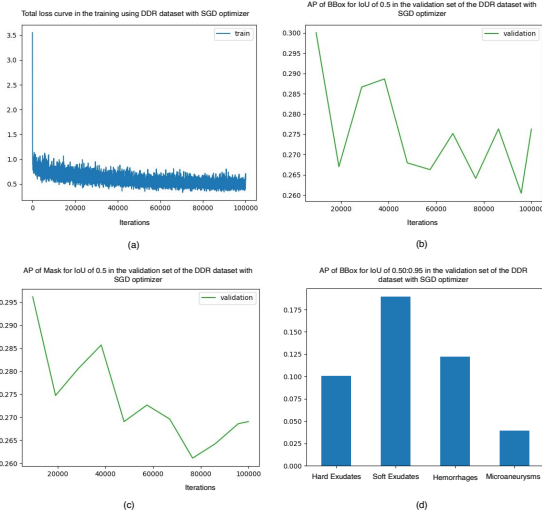 Total loss curve in the training using DDR dataset with SGD optimizer
train
3.5
3.0
2.5
2.0
1.5
1.0
0.5
0 20000 40000 60000 80000 100000
Iterations
(a)
AP of BBox for IoU of 0.5 in the validation set of the DDR dataset with
SGD optimizer
validation
0.300
0.295
0.290
0.285
0.280
0.275
0.270
0.265
0.260
20000 40000 60000 80000 100000
Iterations
(b)
AP of Mask for IoU of 0.5 in the validation set of the DDR dataset with
SGD optimizer
validation
0.295
0.290
0.285
0.280
0.275
0.270
0.265
0.260
20000 40000 60000 80000 100000
Iterations
(c)
AP of BBox for IoU of 0.50:0.95 in the validation set of the DDR
dataset with SGD optimizer
0.175
0.150
0.125
0.100
0.075
0.050
0.025
0.000
Hard Exudates Soft Exudates Hemorrhages Microaneurysms
(d)